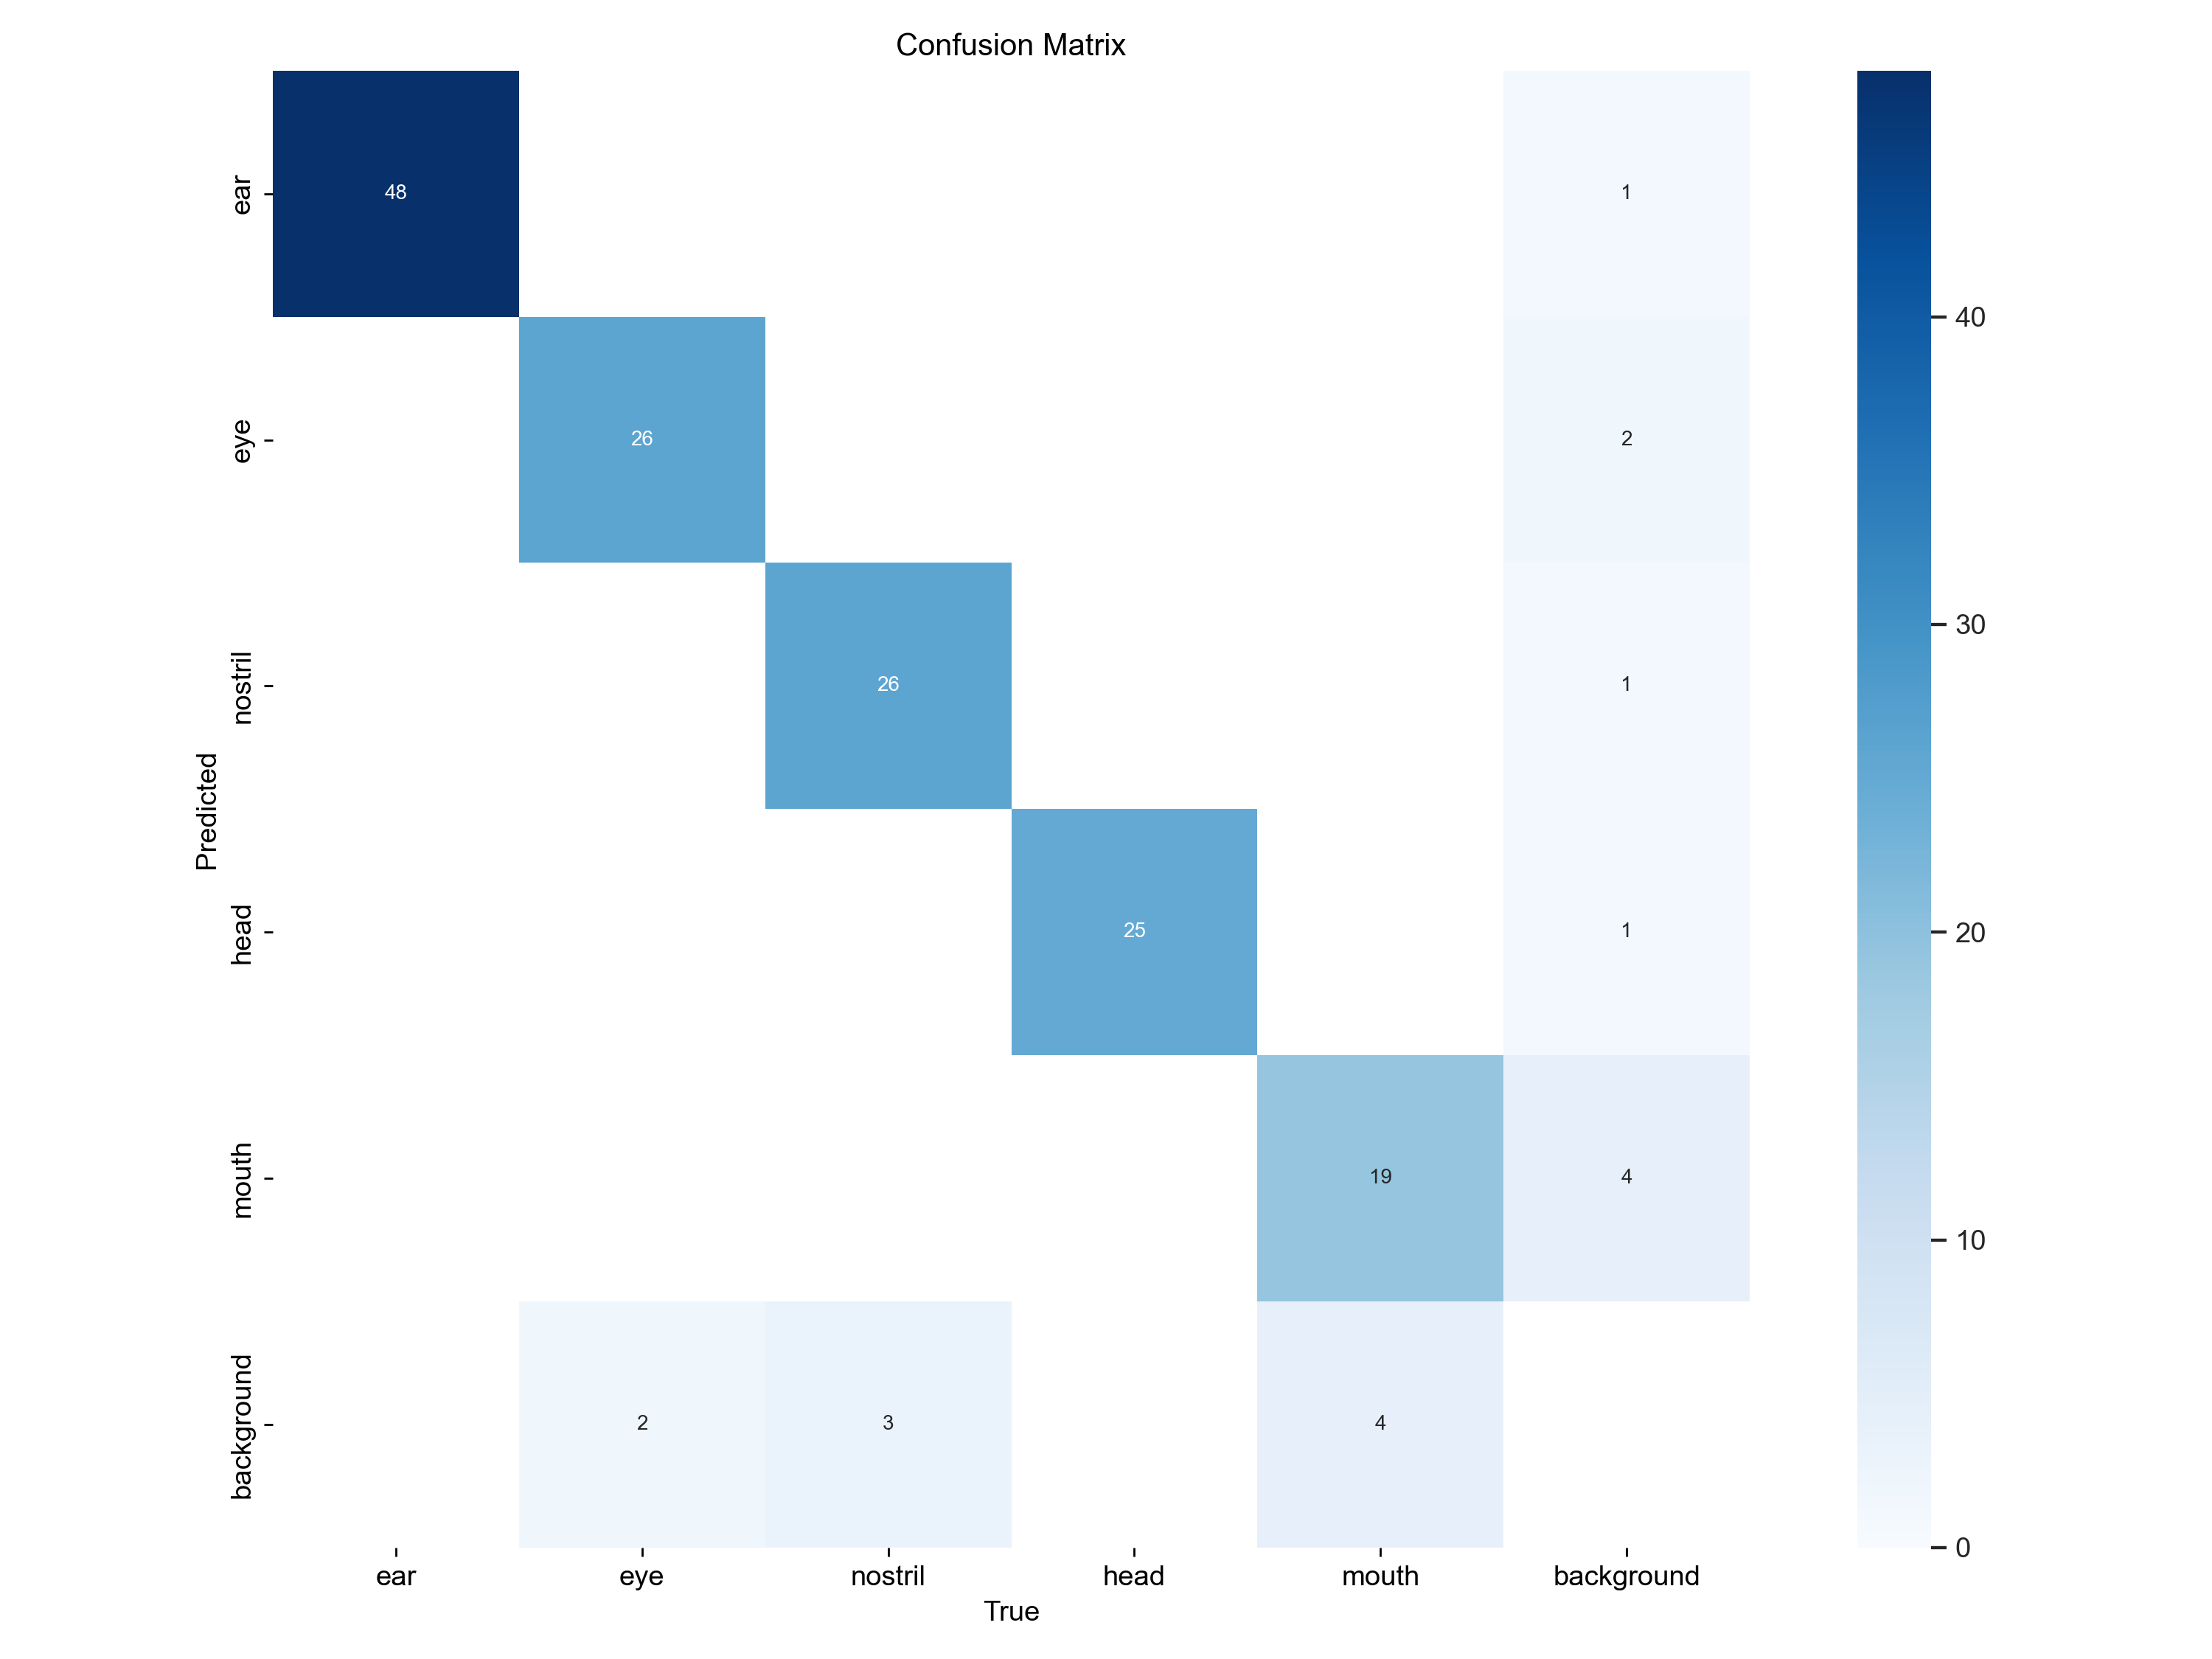 Confusion Matrix
ear
48
1
eye
26
2
nostril
26
1
Predicted
head
25
1
mouth
19
4
background
2
3
4
ear
eye
nostril
head
mouth
background
True
40
30
20
10
0